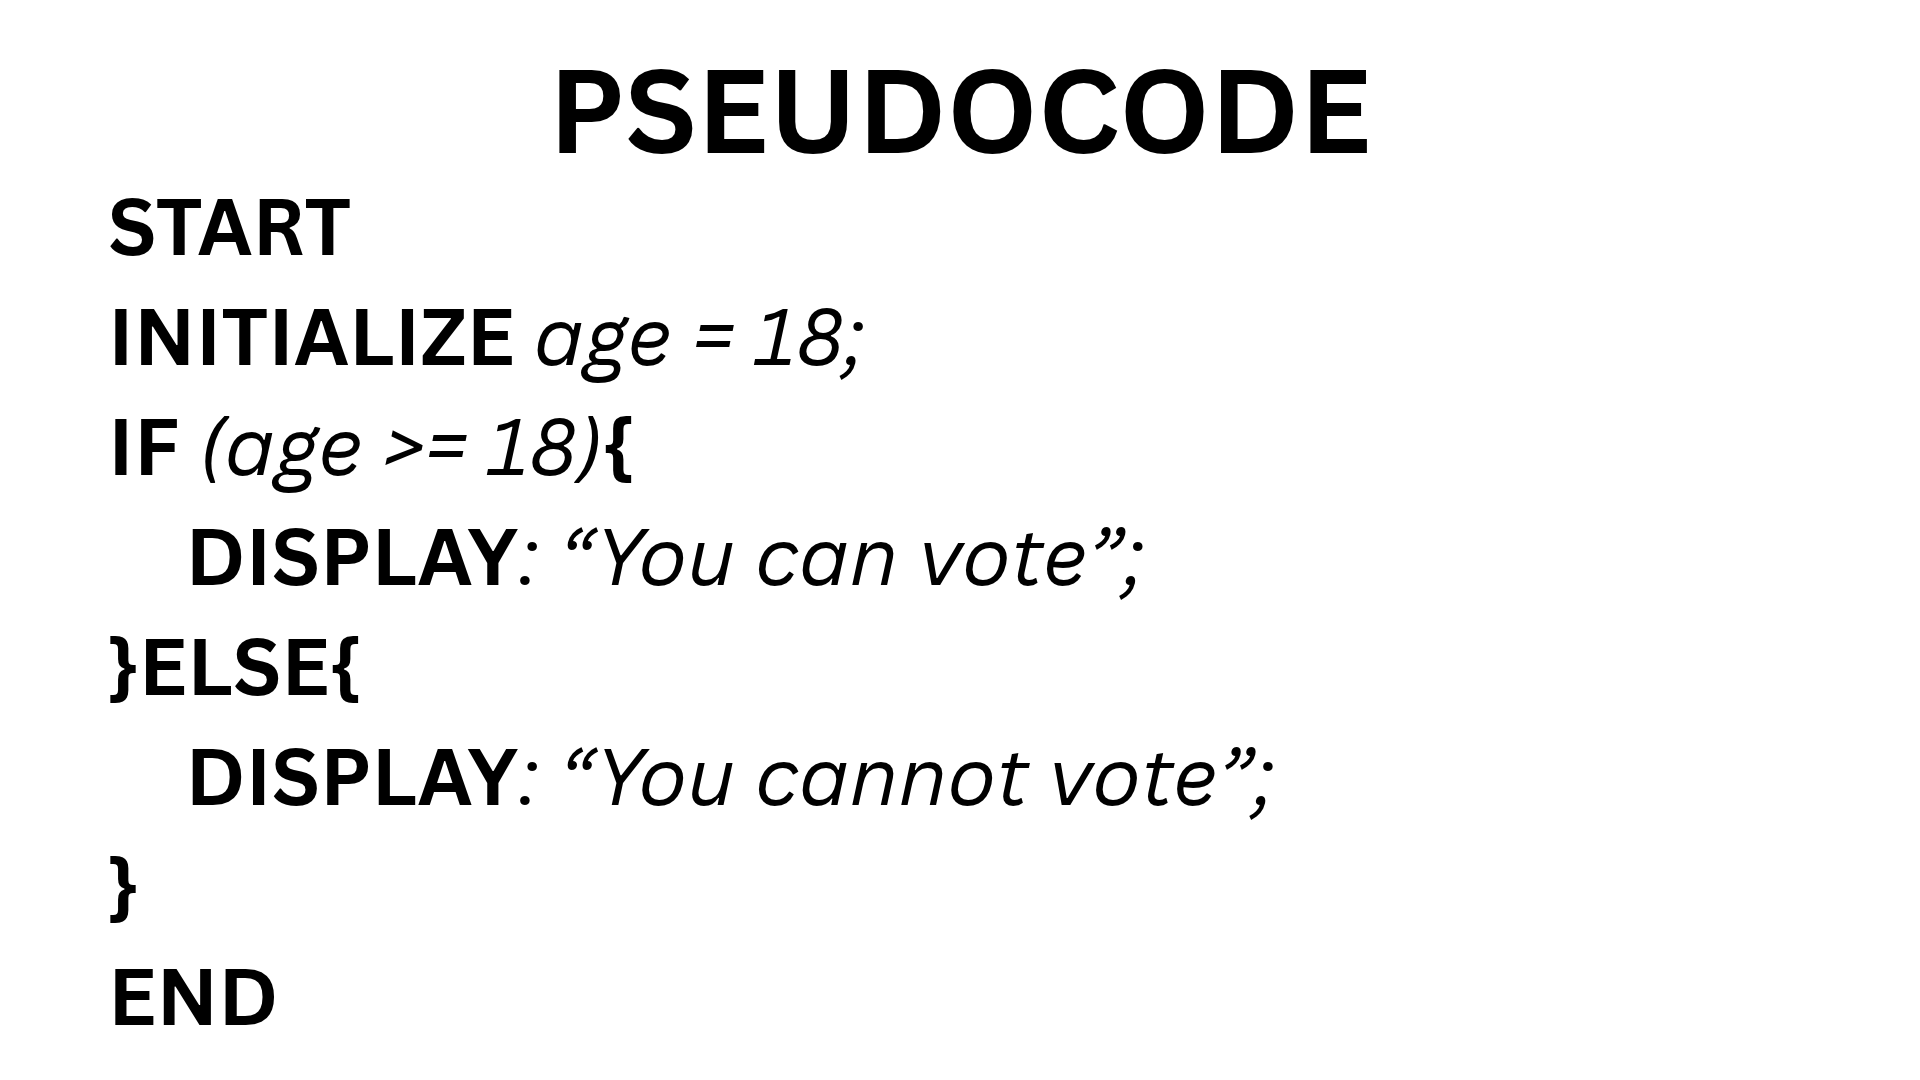 PSEUDOCODE
START
INITIALIZE age = 18;
IF (age >= 18){
DISPLAY: “You can vote”;
}ELSE{
DISPLAY: “You cannot vote”;
}
END